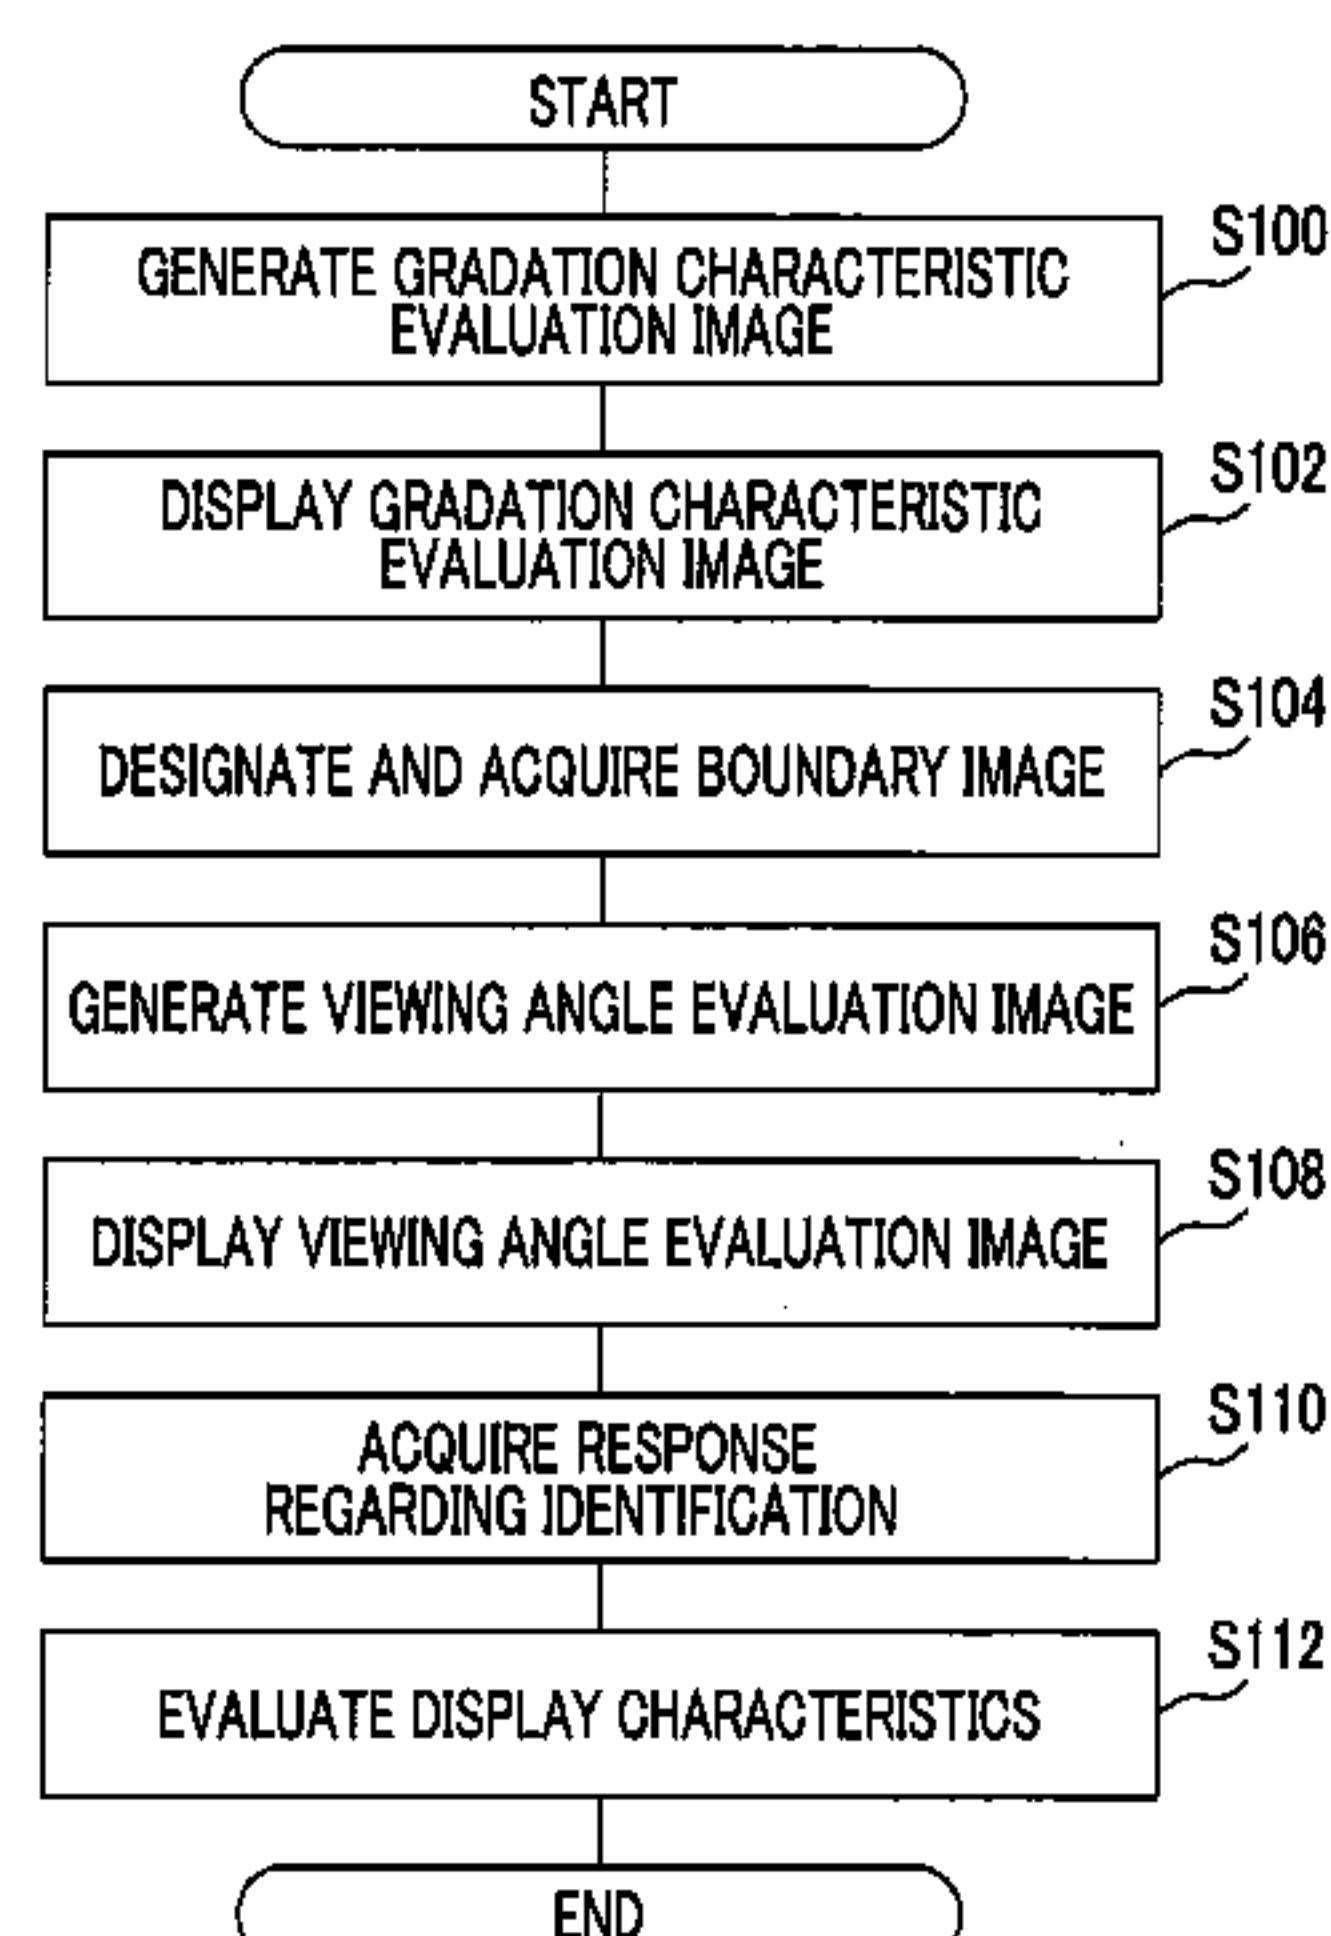 START
S100
GENERATE GRADATION CHARACTERISTIC
EVALUATION IMAGE
S102
DISPLAY GRADATION CHARACTERISTIC
EVALUATION IMAGE
S104
DESIGNATE AND ACQUIRE BOUNDARY IMAGE
S106
GENERATE VIEWING ANGLE EVALUATION IMAGE
S108
DISPLAY VIEWING ANGLE EVALUATION IMAGE
S110
ACQUIRE RESPONSE
REGARDING IDENTIFICATION
S112
EVALUATE DISPLAY CHARACTERISTICS
END